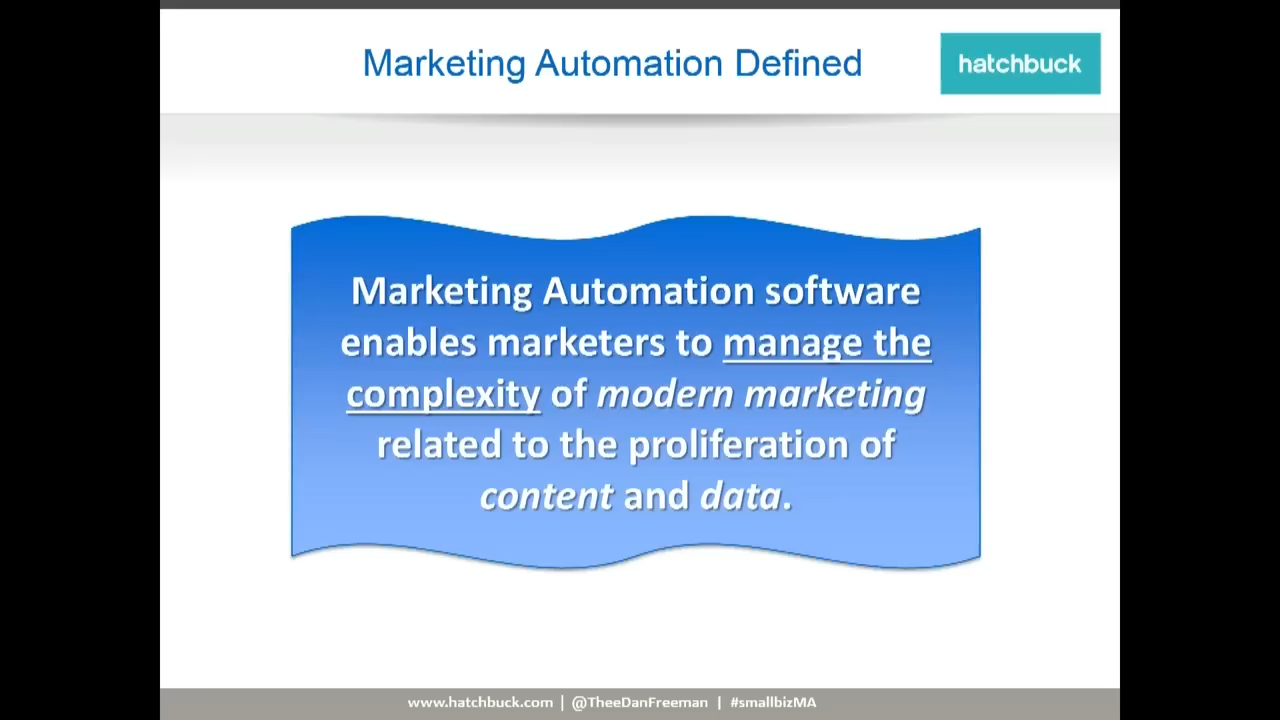 Marketing Automation Defined
hatchbuck
Marketing Automation software
enables marketers to manage the
complexity of modern marketing
related to the proliferation of
content and data.
www.hatchbuck.com | @TheeDanFreeman | #smallbizMA